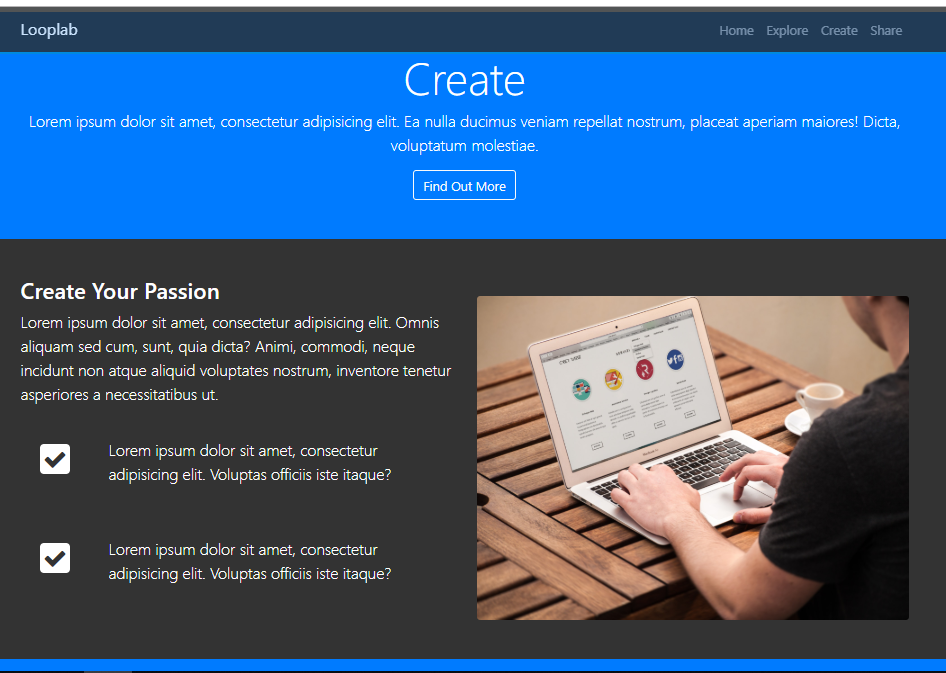 Looplab
Home Explore Create Share
Create
Lorem ipsum dolor sit amet, consectetur adipisicing elit. Ea nulla ducimus veniam repellat nostrum, placeat aperiam maiores! Dicta,
voluptatum molestiae.
Find Out More
Create Your Passion
Lorem ipsum dolor sit amet, consectetur adipisicing elit. Omnis
aliquam sed cum, sunt, quia dicta? Animi, commodi, neque
incidunt non atque aliquid voluptates nostrum, inventore tenetur
asperiores a necessitatibus ut.
Lorem ipsum dolor sit amet, consectetur
adipisicing elit. Voluptas officiis iste itaque?
Lorem ipsum dolor sit amet, consectetur
adipisicing elit. Voluptas officiis iste itaque?